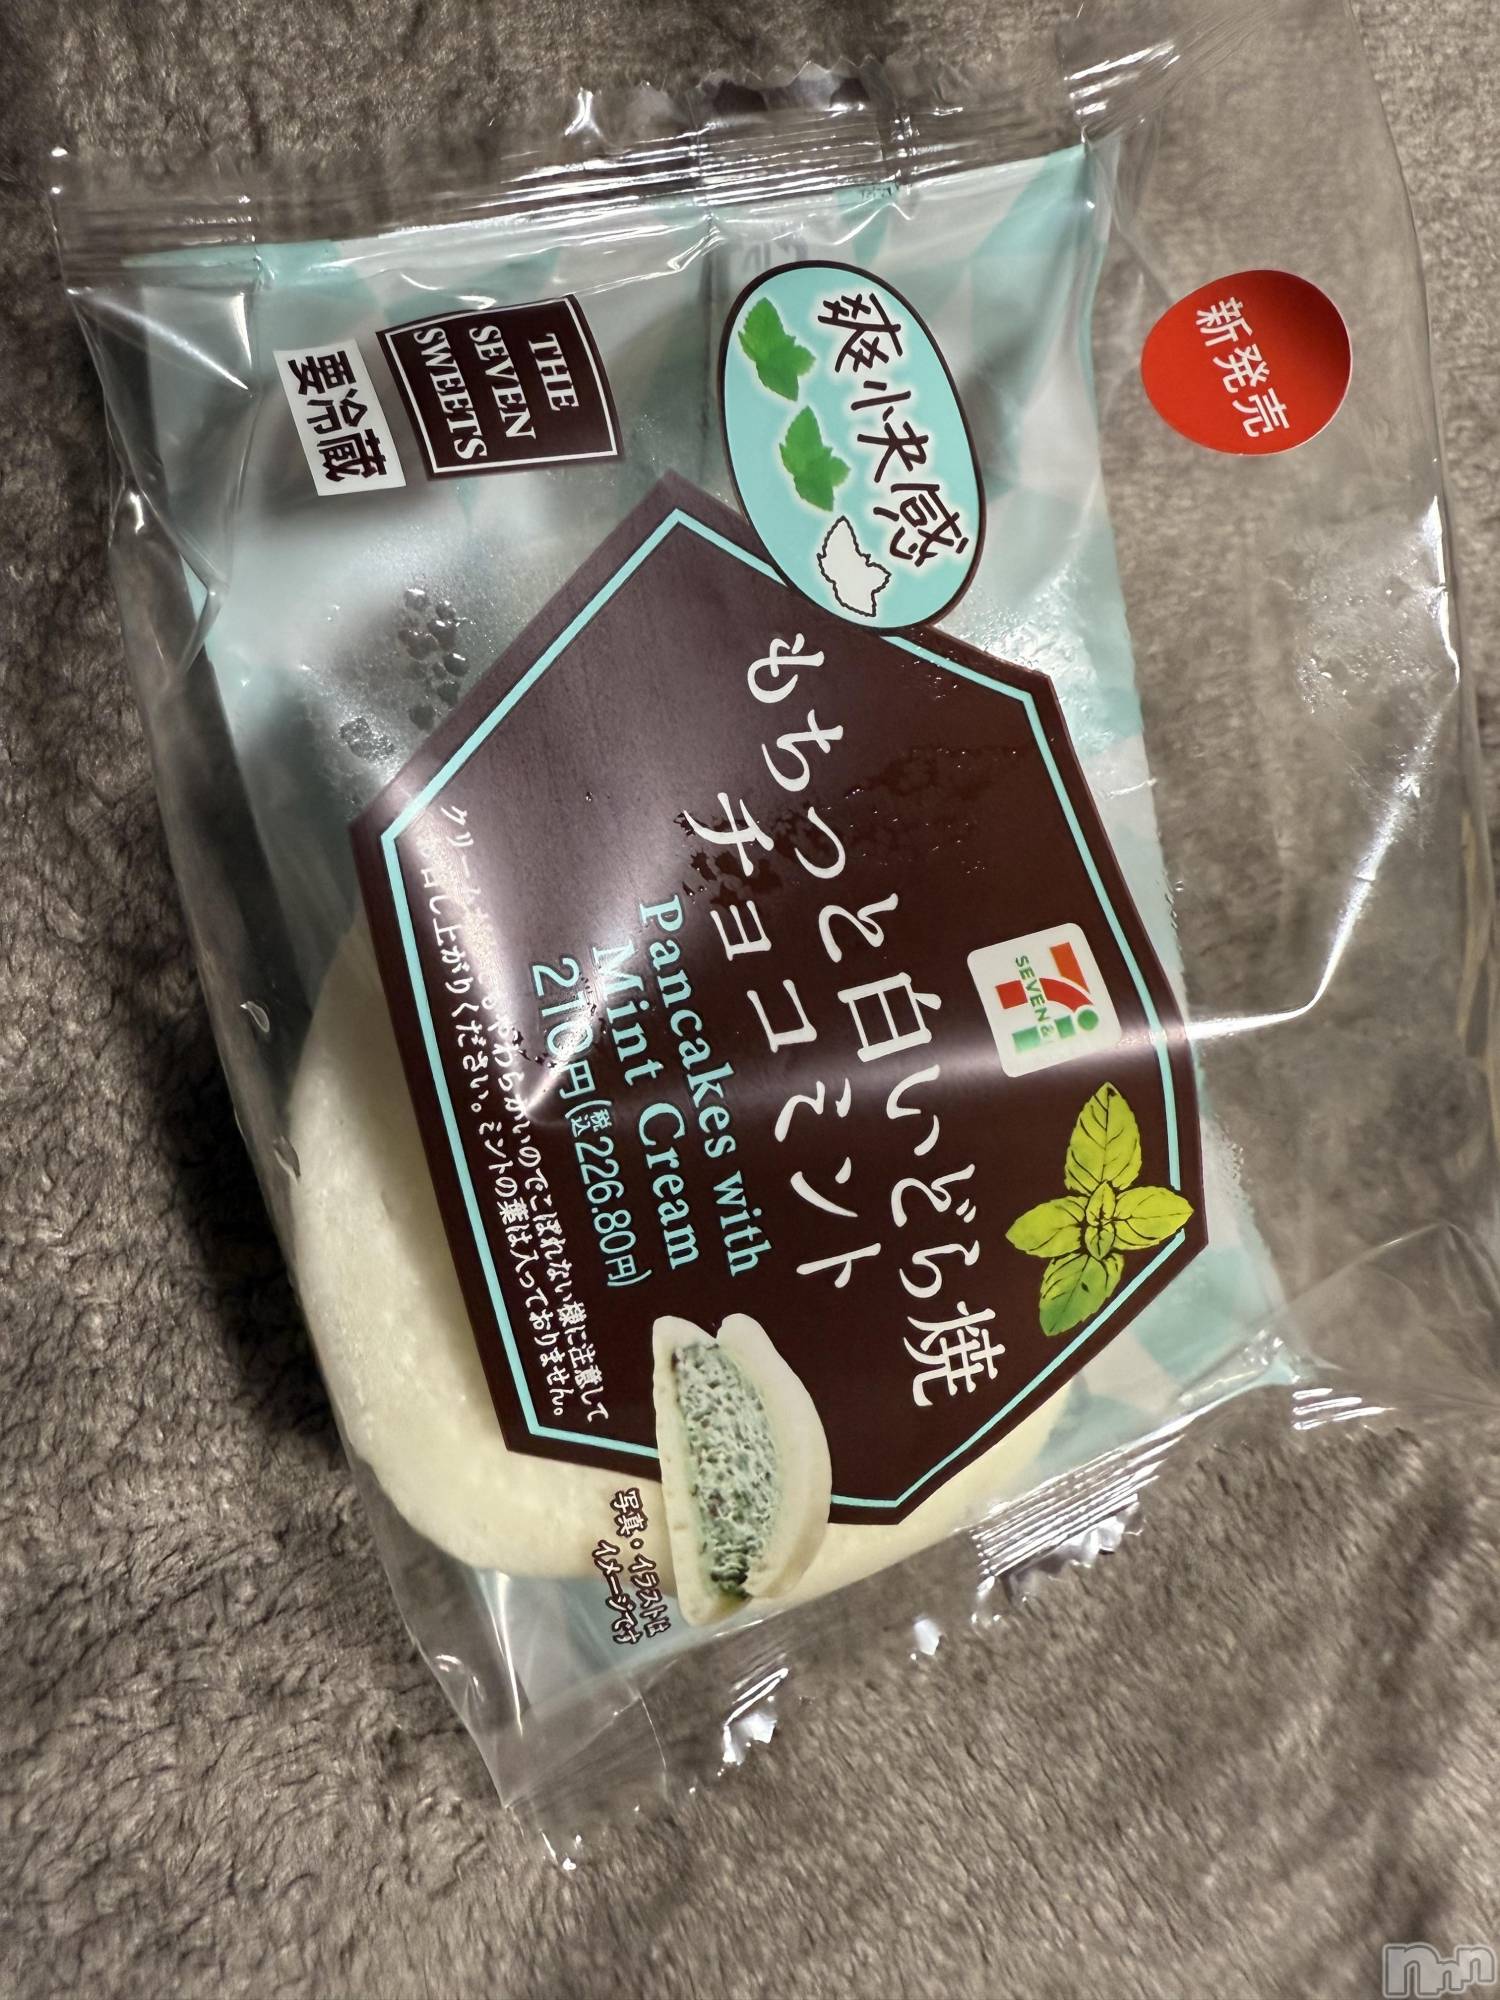 新発売
爽快感
THE
SEVEN
SWEETS
要冷蔵
SEVEN &i
もちっと白いどら焼
チョコミント
Pancakes with
Mint Cream
210円(税込226.80円)
やわらかいのでこぼれない様に注意して
お召し上がりください。ミントの葉は入っておりません。
写真・イラストは
イメージです
nnn